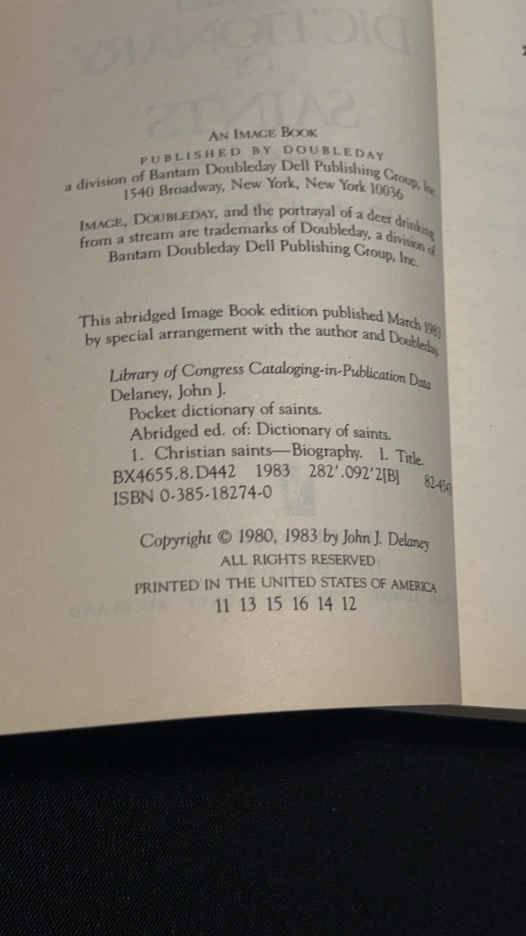 DICTIONARY
OF
SAINTS
AN IMAGE BOOK
PUBLISHED BY DOUBLEDAY
a division of Bantam Doubleday Dell Publishing Group, Inc.
1540 Broadway, New York, New York 10036
IMAGE, DOUBLEDAY, and the portrayal of a deer drinking
from a stream are trademarks of Doubleday, a division of
Bantam Doubleday Dell Publishing Group, Inc.
This abridged Image Book edition published March 1983
by special arrangement with the author and Doubleday.
Library of Congress Cataloging-in-Publication Data
Delaney, John J.
Pocket dictionary of saints.
Abridged ed. of: Dictionary of saints.
1. Christian saints—Biography. I. Title.
BX4655.8.D442 1983 282'.092'2[B]
ISBN 0-385-18274-0
Copyright © 1980, 1983 by John J. Delaney
ALL RIGHTS RESERVED
PRINTED IN THE UNITED STATES OF AMERICA
11 13 15 16 14 12